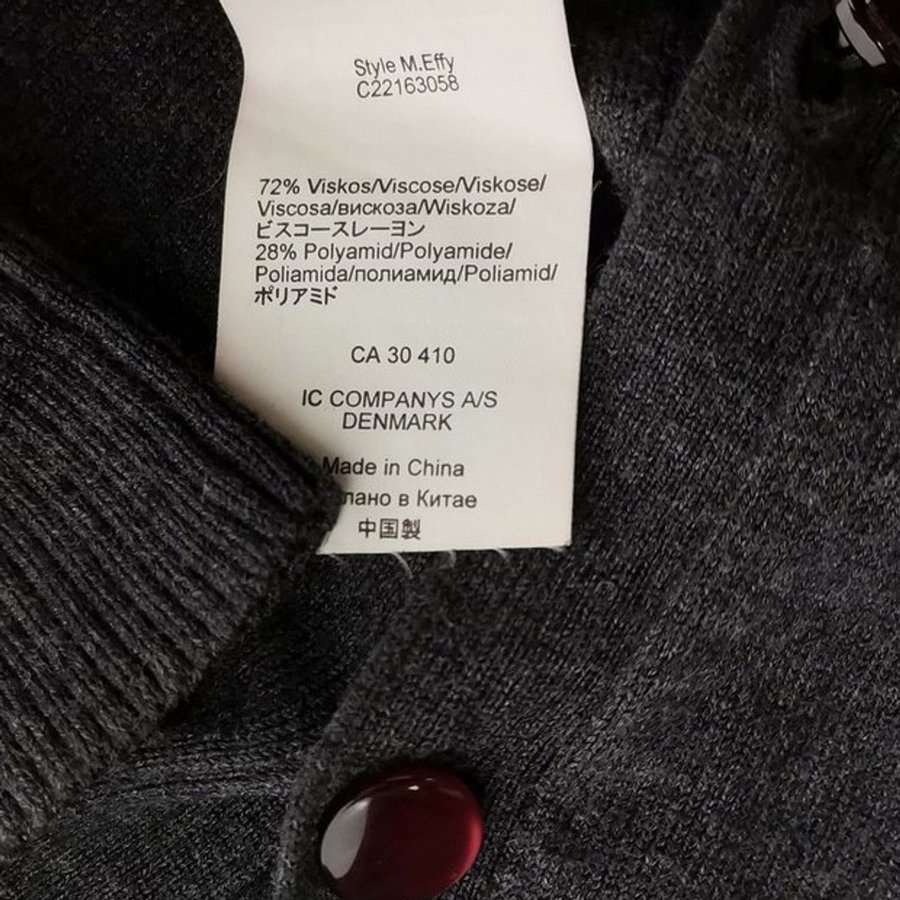 Style M.Effy
C22163058
72% Viskos/Viscose/Viskose/
Viscosa/вискоза/Wiskoza/
ビスコースレーヨン
28% Polyamid/Polyamide/
Poliamida/полиамид/Poliamid/
ポリアミド
CA 30 410
IC COMPANYS A/S
DENMARK
Made in China
в Китае
中国製